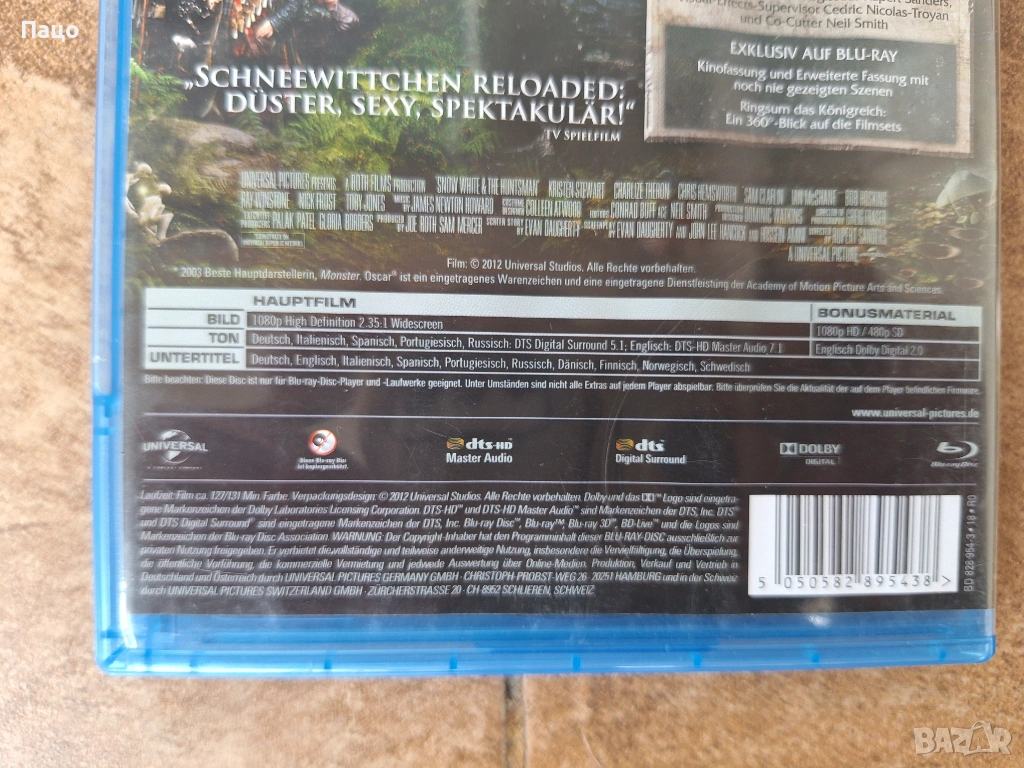 Пацо
Rupert Sanders,
Visual-Effects-Supervisor Cedric Nicolas-Troyan
und Co-Cutter Neil Smith
EXKLUSIV AUF BLU-RAY
Kinofassung und Erweiterte Fassung mit
noch nie gezeigten Szenen
Ringsum das Königreich:
Ein 360°-Blick auf die Filmsets
„SCHNEEWITTCHEN RELOADED:
DÜSTER, SEXY, SPEKTAKULÄR!"
TV SPIELFILM
UNIVERSAL PICTURES PRESENTS A ROTH FILMS PRODUCTION SNOW WHITE & THE HUNTSMAN KRISTEN STEWART CHARLIZE THERON CHRIS HEMSWORTH SAM CLAFLIN
RAY WINSTONE NICK FROST TOBY JONES JAMES NEWTON HOWARD COLLEEN ATWOOD CONRAD BUFF NEIL SMITH
PALAK PATEL GLORIA BORDERS PRODUCED BY JOE ROTH SAM MERCER BY EVAN DAUGHERTY BY EVAN DAUGHERTY AND JOHN LEE HANCOCK
A UNIVERSAL PICTURE
Film: © 2012 Universal Studios. Alle Rechte vorbehalten.
* 2003 Beste Hauptdarstellerin, Monster. Oscar® ist ein eingetragenes Warenzeichen und eine eingetragene Dienstleistung der Academy of Motion Picture Arts and Sciences.
HAUPTFILM BONUSMATERIAL
BILD 1080p High Definition 2.35:1 Widescreen 1080p HD / 480p SD
TON Deutsch, Italienisch, Spanisch, Portugiesisch, Russisch: DTS Digital Surround 5.1; Englisch: DTS-HD Master Audio 7.1 Englisch Dolby Digital 2.0
UNTERTITEL Deutsch, Englisch, Italienisch, Spanisch, Portugiesisch, Russisch, Dänisch, Finnisch, Norwegisch, Schwedisch
Bitte beachten: Diese Disc ist nur für Blu-ray-Disc-Player und -Laufwerke geeignet. Unter Umständen sind nicht alle Extras auf jedem Player abspielbar. Bitte überprüfen Sie die Aktualität der auf dem Player befindlichen Firmware.
www.universal-pictures.de
UNIVERSAL
Diese Blu-ray Disc
ist kopiergeschützt.
dts-HD
Master Audio
dts
Digital Surround
DOLBY
DIGITAL
Blu-ray Disc
Laufzeit: Film ca. 127/131 Min. Farbe. Verpackungsdesign: © 2012 Universal Studios. Alle Rechte vorbehalten. Dolby und das Logo sind eingetra-
gene Markenzeichen der Dolby Laboratories Licensing Corporation. DTS-HD™ und DTS-HD Master Audio™ sind Markenzeichen der DTS, Inc. DTS™
und DTS Digital Surround™ sind eingetragene Markenzeichen der DTS, Inc. Blu-ray Disc™, Blu-ray™, Blu-ray 3D™, BD-Live™ und die Logos sind
Markenzeichen der Blu-ray Disc Association. WARNUNG: Der Copyright-Inhaber hat den Programminhalt dieser BLU-RAY-DISC ausschließlich zur
privaten Nutzung freigegeben. Er verbietet die vollständige und teilweise anderweitige Nutzung, insbesondere die Vervielfältigung, die Überspielung,
die öffentliche Vorführung, die kommerzielle Vermietung und jedwede Auswertung über Online-Medien. Produktion, Verkauf und Vertrieb in
Deutschland und Österreich durch UNIVERSAL PICTURES GERMANY GMBH · CHRISTOPH-PROBST-WEG 26 · 20251 HAMBURG und in der Schweiz
durch UNIVERSAL PICTURES SWITZERLAND GMBH · ZÜRCHERSTRASSE 20 · CH 8952 SCHLIEREN, SCHWEIZ
5 050582 895438 >
BD 828 954-3 • 18 • R0
BAZAR